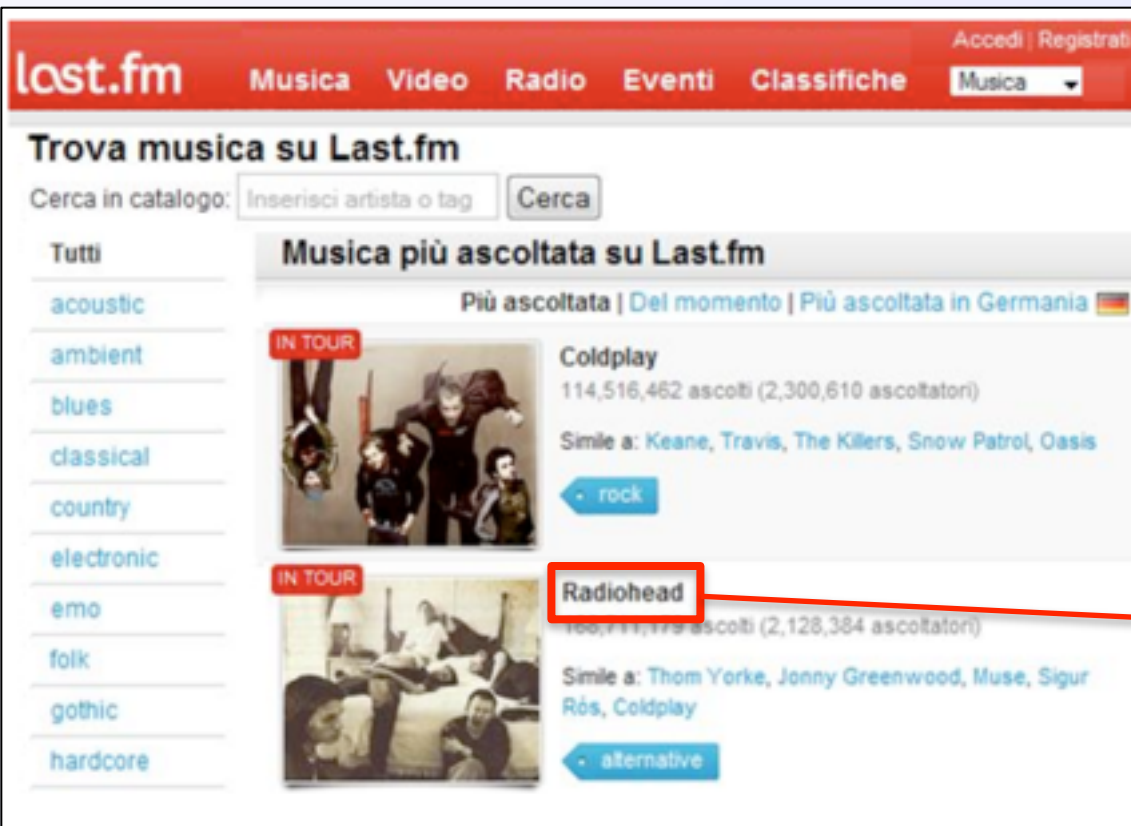 Accedi | Registrati
last.fm Musica Video Radio Eventi Classifiche Musica
Trova musica su Last.fm
Cerca in catalogo: Inserisci artista o tag Cerca
Tutti
acoustic
ambient
blues
classical
country
electronic
emo
folk
gothic
hardcore
Musica più ascoltata su Last.fm
Più ascoltata | Del momento | Più ascoltata in Germania
IN TOUR
Coldplay
114,516,462 ascolti (2,300,610 ascoltatori)
Simile a: Keane, Travis, The Killers, Snow Patrol, Oasis
rock
IN TOUR
Radiohead
ascolti (2,128,384 ascoltatori)
Simile a: Thom Yorke, Jonny Greenwood, Muse, Sigur
Rós, Coldplay
alternative